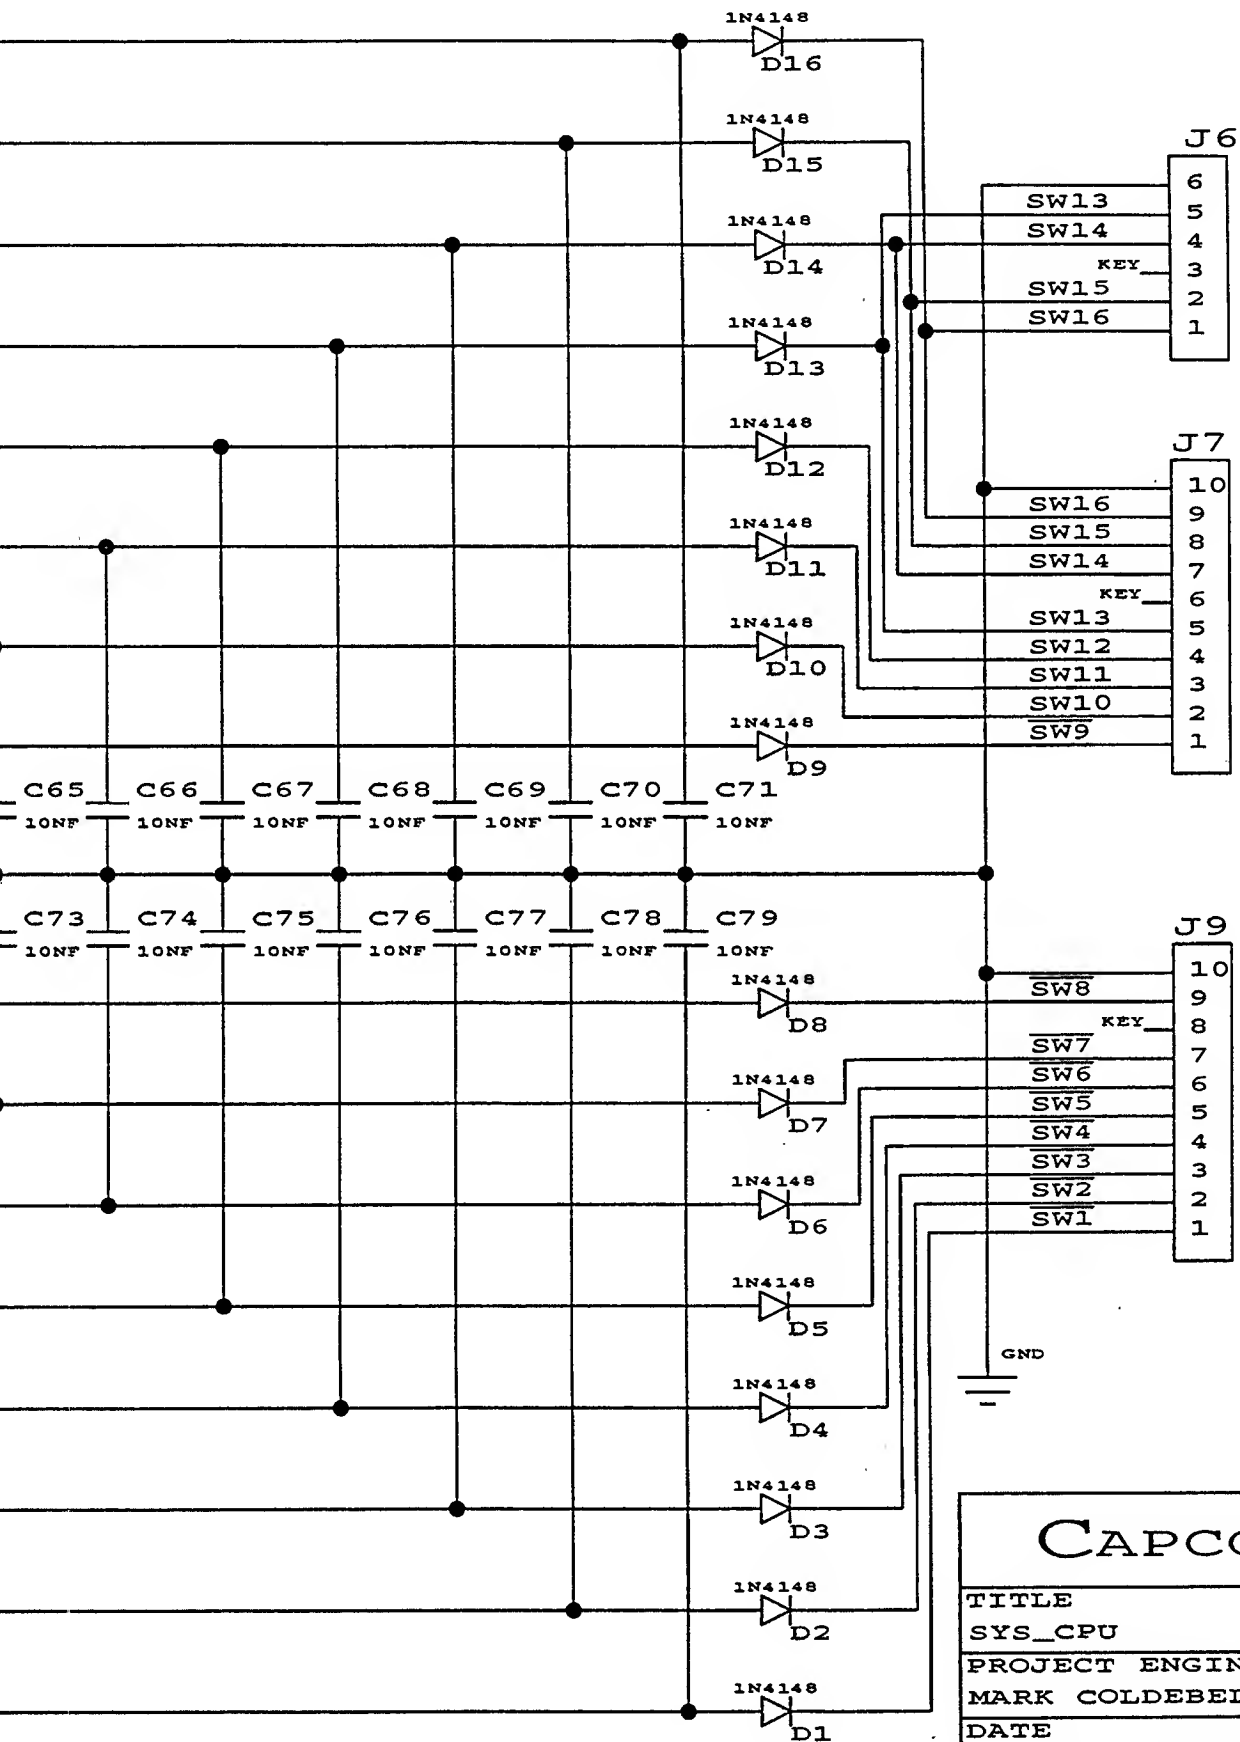 1N4148
D16
1N4148
D15
1N4148
D14
1N4148
D13
1N4148
D12
1N4148
D11
1N4148
D10
1N4148
D9
J6
6
SW13
5
SW14
4
KEY
3
SW15
2
SW16
1
J7
10
SW16
9
SW15
8
SW14
7
KEY
6
SW13
5
SW12
4
SW11
3
SW10
2
SW9
1
C65 C66 C67 C68 C69 C70 C71
10NF 10NF 10NF 10NF 10NF 10NF 10NF
C73 C74 C75 C76 C77 C78 C79
10NF 10NF 10NF 10NF 10NF 10NF 10NF
1N4148
D8
1N4148
D7
1N4148
D6
1N4148
D5
1N4148
D4
1N4148
D3
1N4148
D2
1N4148
D1
J9
10
SW8
9
KEY
8
SW7
7
SW6
6
SW5
5
SW4
4
SW3
3
SW2
2
SW1
1
GND
CAPCO
TITLE
SYS_CPU
PROJECT ENGIN
MARK COLDEBE
DATE